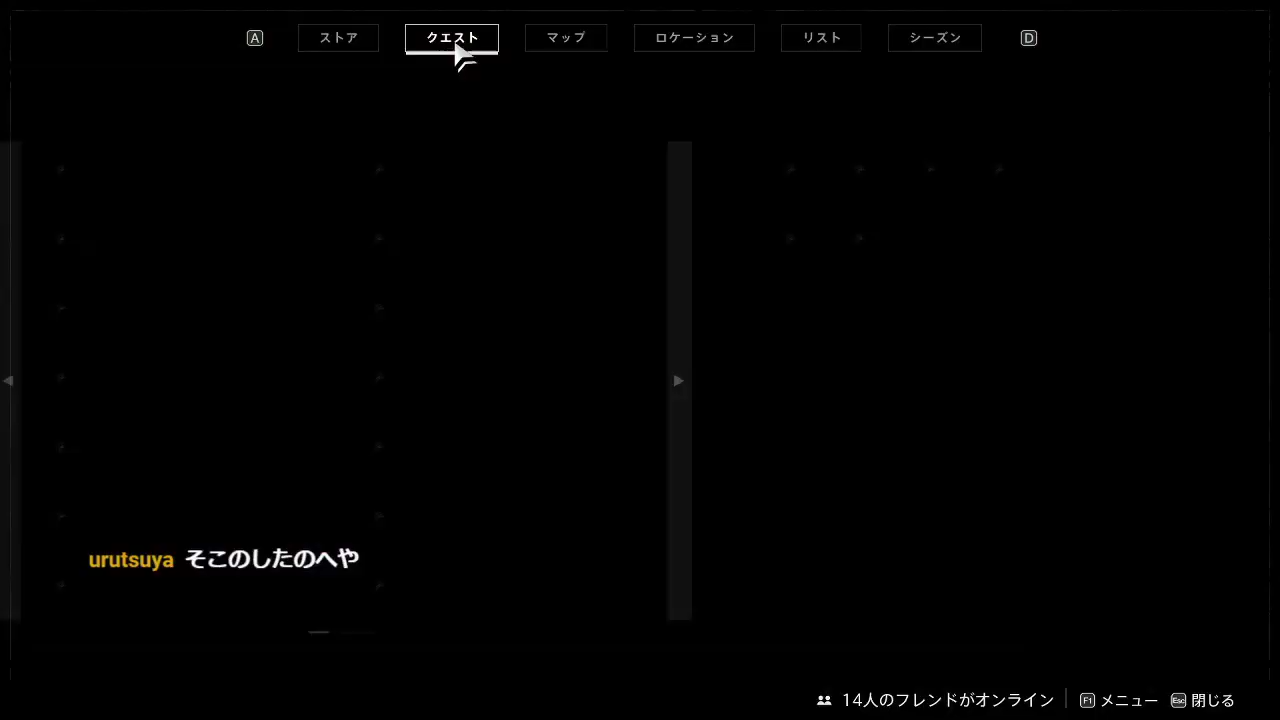 A ストア クエスト マップ ロケーション リスト シーズン D
urutsuya そこのしたのへや
14人のフレンドがオンライン F1 メニュー Esc 閉じる